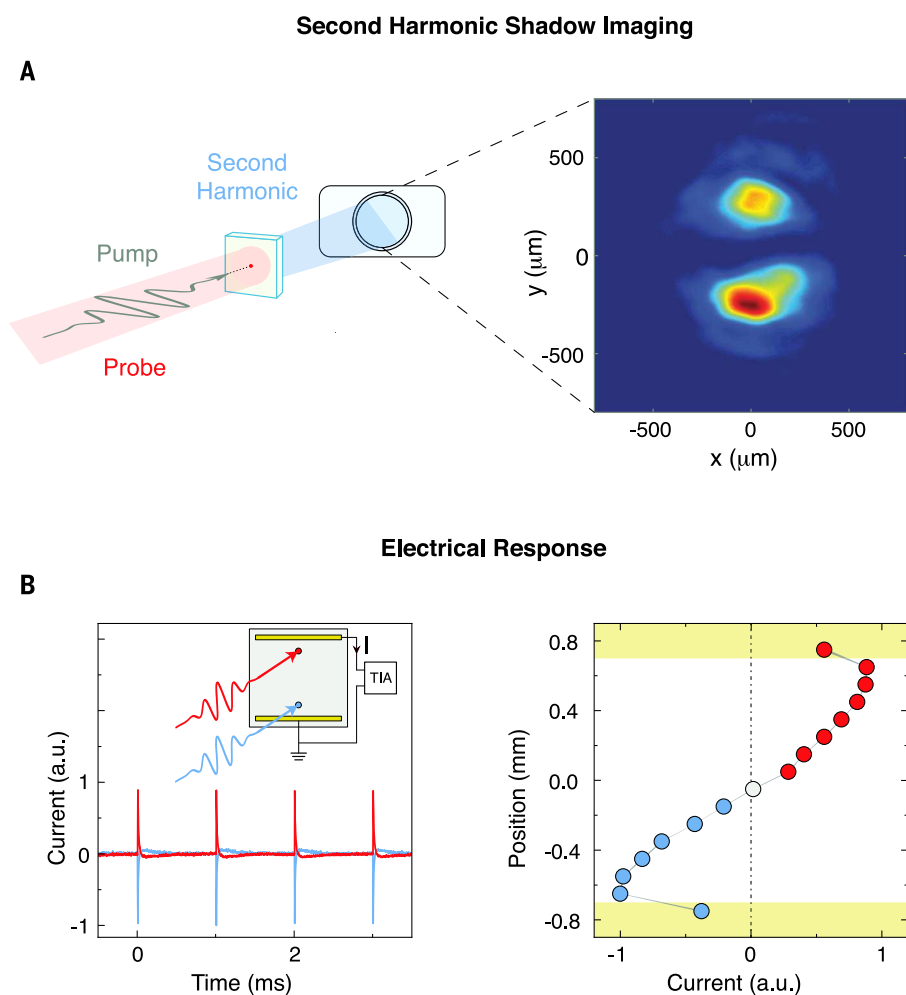 Second Harmonic Shadow Imaging
A
Second
Harmonic
Pump
Probe
500
0
-500
y (μm)
-500
0
500
x (μm)
Electrical Response
B
I
TIA
1
0
-1
Current (a.u.)
0
2
Time (ms)
0.8
0.4
0.0
-0.4
-0.8
Position (mm)
-1
0
1
Current (a.u.)